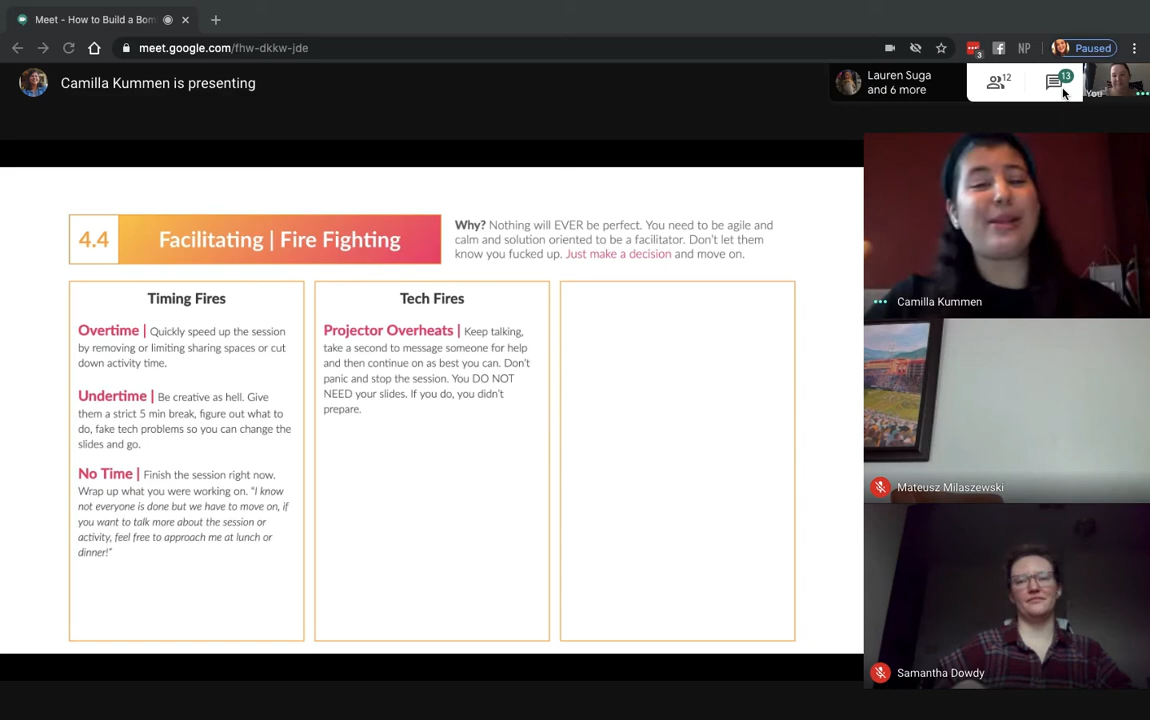 Meet - How to Build a Bom
meet.google.com/fhw-dkkw-jde
3
NP
Paused
Camilla Kummen is presenting
Lauren Suga
and 6 more
12
13
You
4.4
Facilitating | Fire Fighting
Why? Nothing will EVER be perfect. You need to be agile and
calm and solution oriented to be a facilitator. Don't let them
know you fucked up. Just make a decision and move on.
Timing Fires
Overtime | Quickly speed up the session
by removing or limiting sharing spaces or cut
down activity time.
Undertime | Be creative as hell. Give
them a strict 5 min break, figure out what to
do, fake tech problems so you can change the
slides and go.
No Time | Finish the session right now.
Wrap up what you were working on. "I know
not everyone is done but we have to move on, if
you want to talk more about the session or
activity, feel free to approach me at lunch or
dinner!"
Tech Fires
Projector Overheats | Keep talking,
take a second to message someone for help
and then continue on as best you can. Don't
panic and stop the session. You DO NOT
NEED your slides. If you do, you didn't
prepare.
Camilla Kummen
Mateusz Milaszewski
Samantha Dowdy